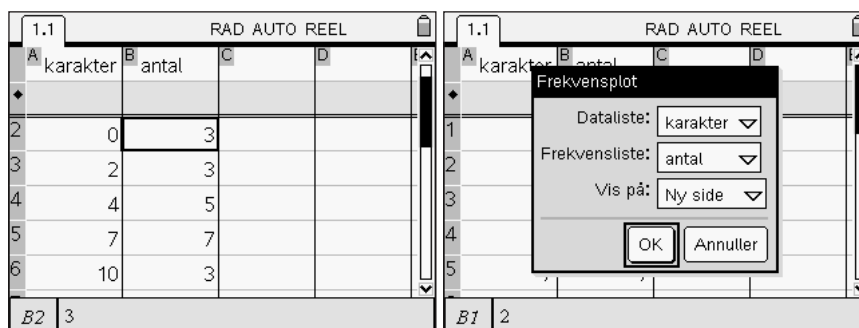 1.1 RAD AUTO REEL
A karakter B antal C D E
2 0 3
3 2 3
4 4 5
5 7 7
6 10 3
B2 3
1.1 RAD AUTO REEL
A karakter B antal C D
Frekvensplot
1 Dataliste: karakter
2 Frekvensliste: antal
3 Vis på: Ny side
4 OK Annuller
5
B1 2